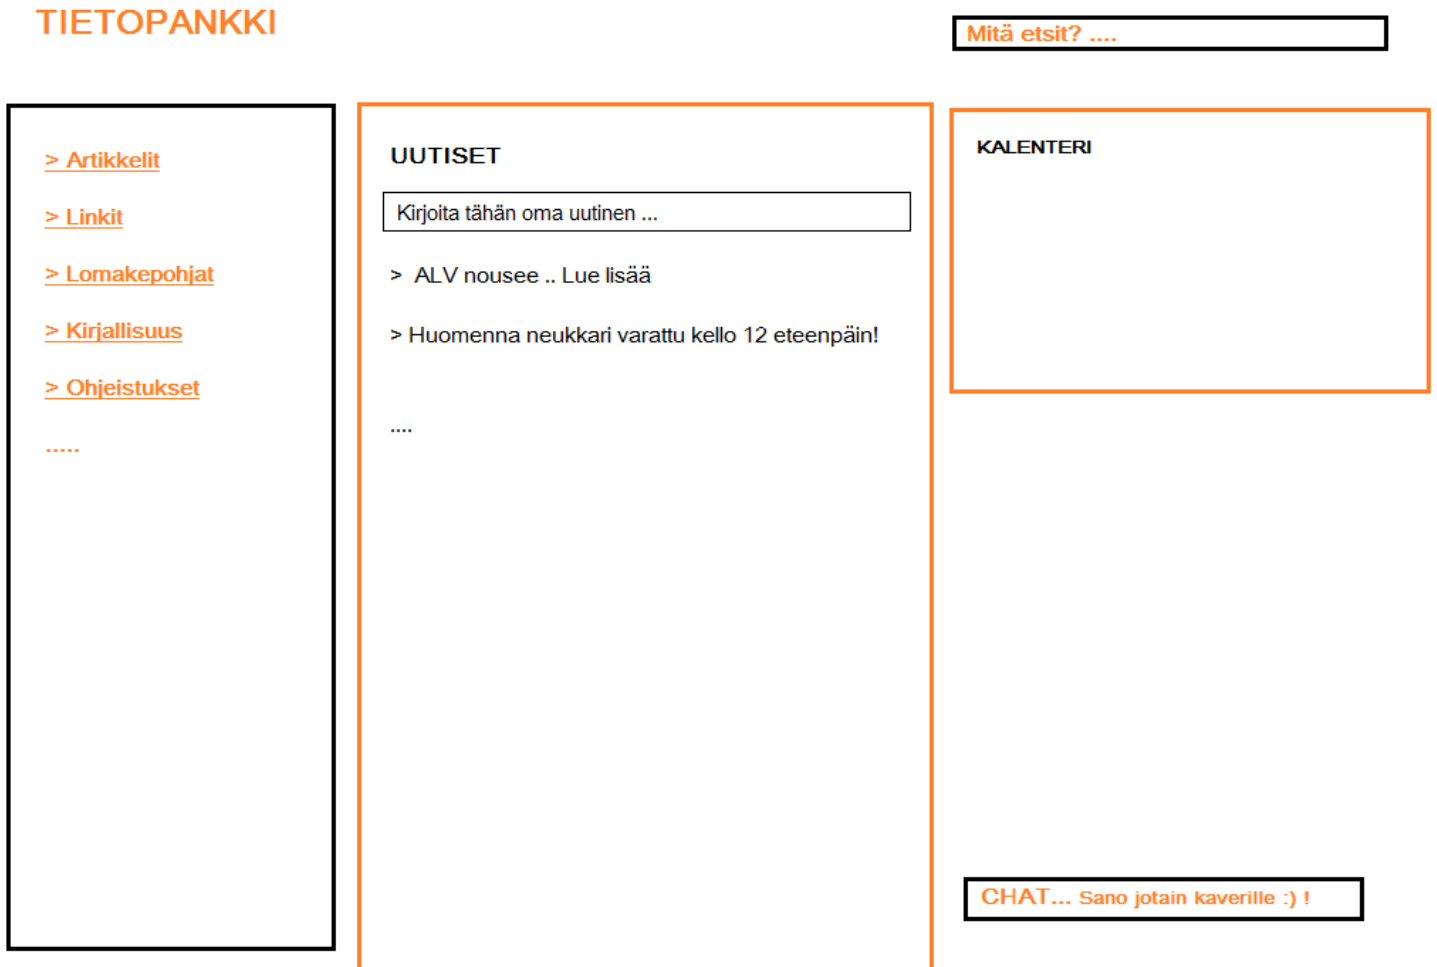 TIETOPANKKI
Mitä etsit? ....
> Artikkelit
> Linkit
> Lomakepohjat
> Kirjallisuus
> Ohjeistukset
.....
UUTISET
Kirjoita tähän oma uutinen ...
> ALV nousee .. Lue lisää
> Huomenna neukkari varattu kello 12 eteenpäin!
....
KALENTERI
CHAT... Sano jotain kaverille :) !